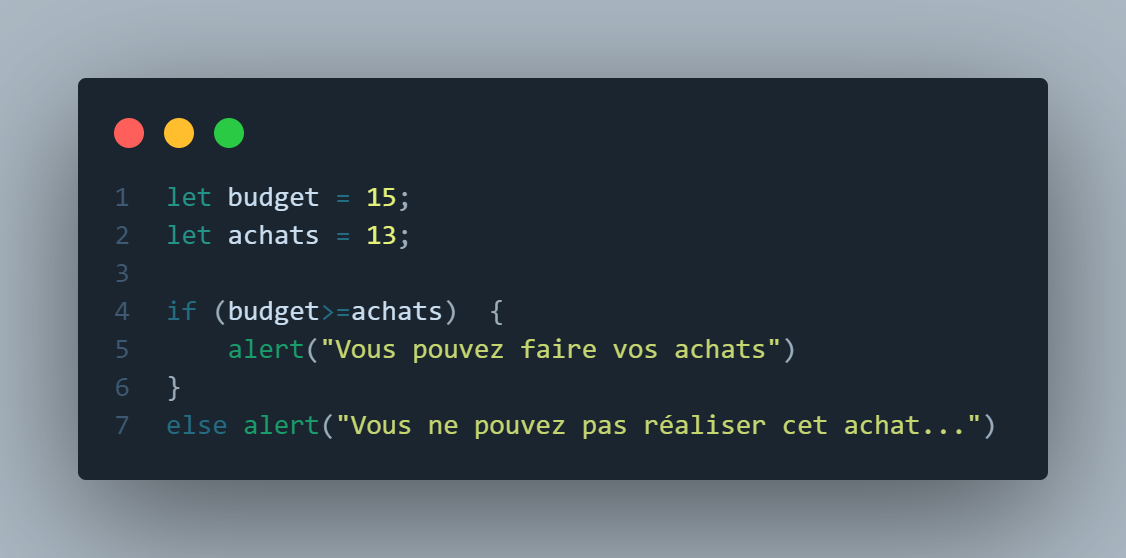 1 let budget = 15;
2 let achats = 13;
3
4 if (budget>=achats)  {
5     alert("Vous pouvez faire vos achats")
6 }
7 else alert("Vous ne pouvez pas réaliser cet achat...")